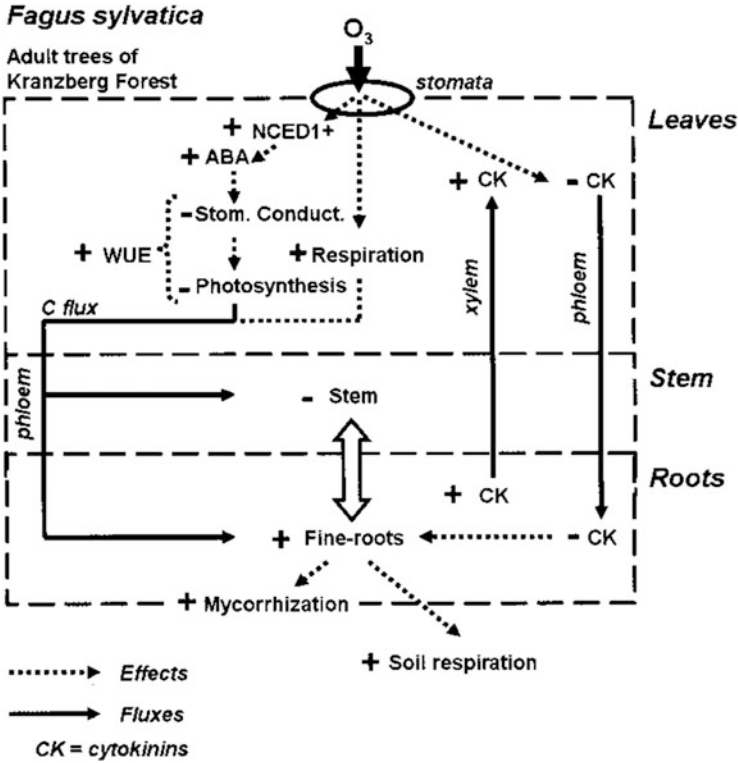 Fagus sylvatica
O3
Adult trees of
Kranzberg Forest
stomata
Leaves
+ NCED1+
+ ABA
+ CK
- CK
- Stom. Conduct.
+ WUE
+ Respiration
- Photosynthesis
C flux
xylem
phloem
phloem
- Stem
Stem
Roots
+ CK
+ Fine-roots
- CK
+ Mycorrhization
+ Soil respiration
Effects
Fluxes
CK = cytokinins